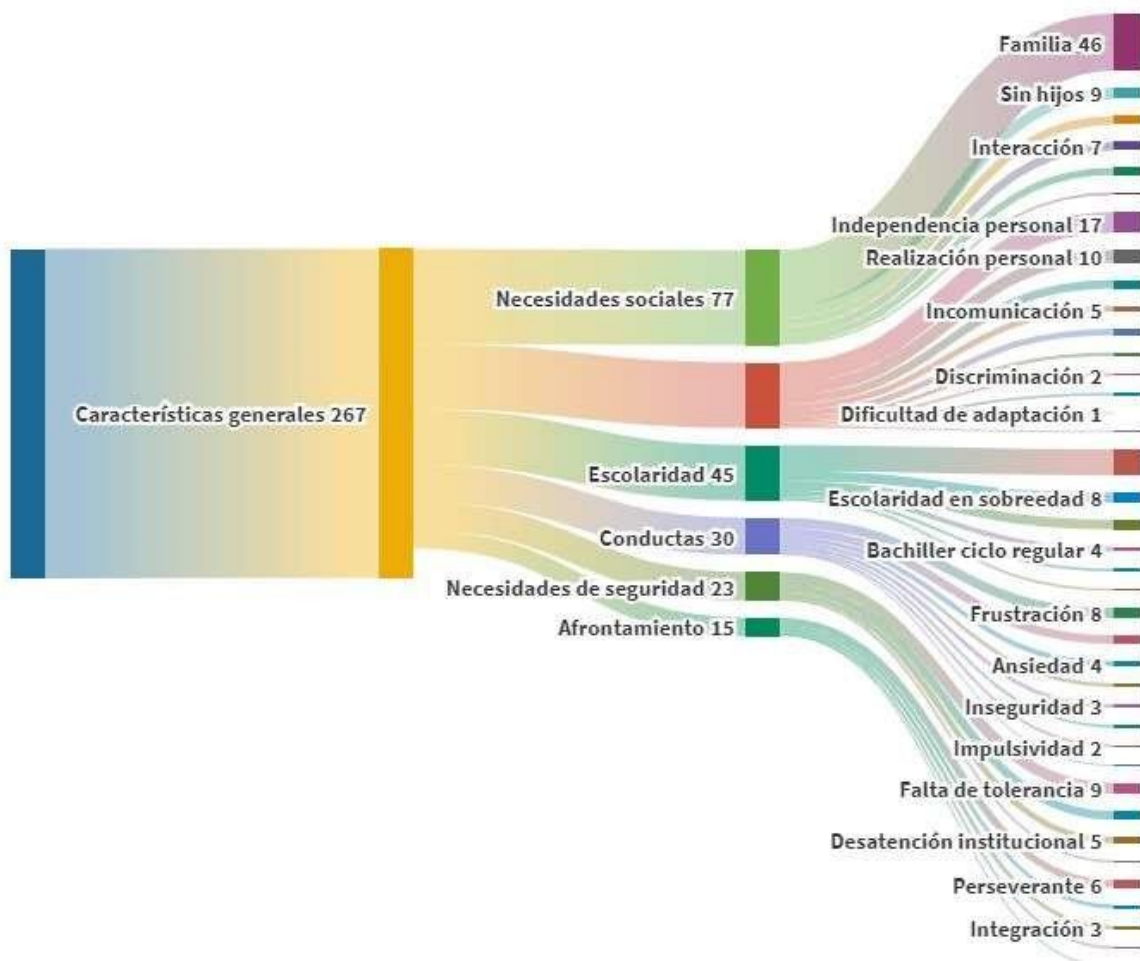 Familia 46
Sin hijos 9
Interacción 7
Independencia personal 17
Realización personal 10
Necesidades sociales 77
Incomunicación 5
Discriminación 2
Características generales 267
Dificultad de adaptación 1
Escolaridad 45
Escolaridad en sobreedad 8
Conductas 30
Bachiller ciclo regular 4
Necesidades de seguridad 23
Frustración 8
Afrontamiento 15
Ansiedad 4
Inseguridad 3
Impulsividad 2
Falta de tolerancia 9
Desatención institucional 5
Perseverante 6
Integración 3